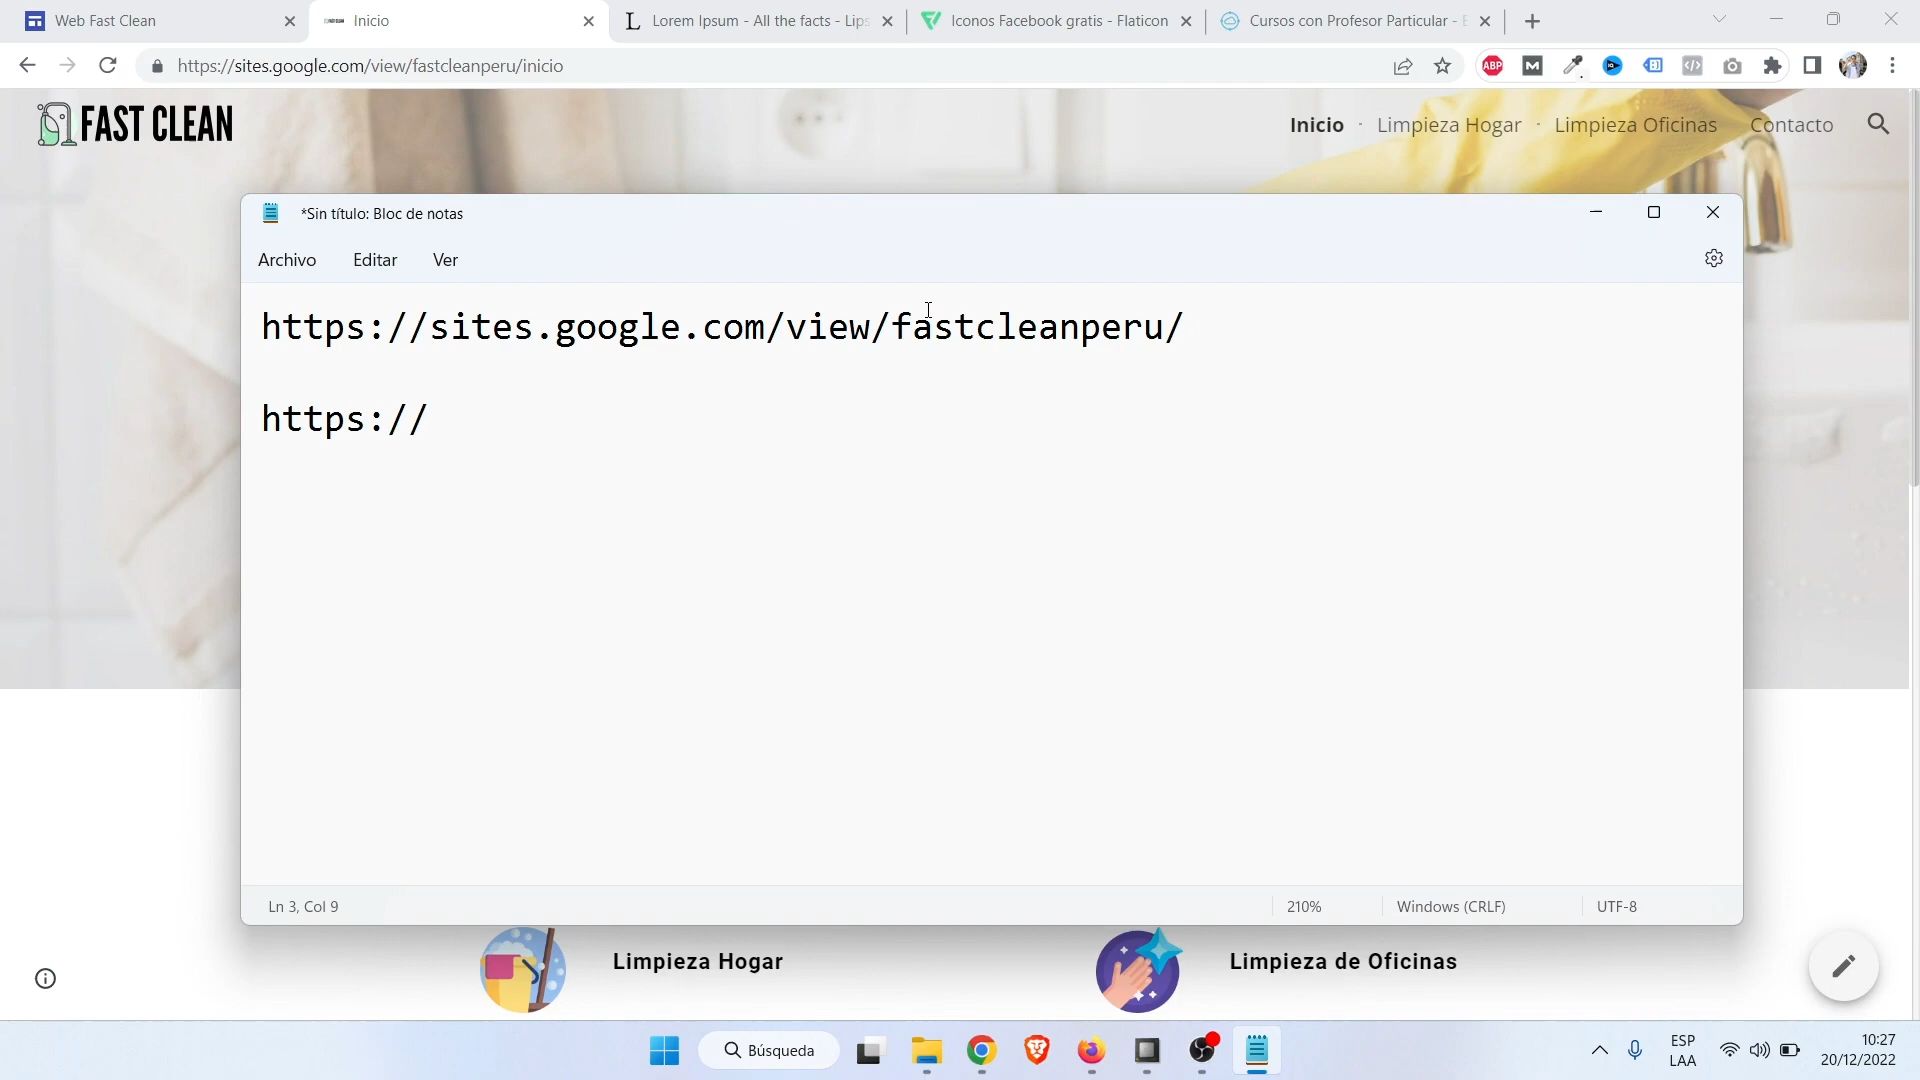 Web Fast Clean
Inicio
Lorem Ipsum - All the facts - Lips
Iconos Facebook gratis - Flaticon
Cursos con Profesor Particular -
https://sites.google.com/view/fastcleanperu/inicio
ABP
M
FAST CLEAN
Inicio
Limpieza Hogar
Limpieza Oficinas
Contacto
*Sin título: Bloc de notas
Archivo
Editar
Ver
https://sites.google.com/view/fastcleanperu/
https://
Ln 3, Col 9
210%
Windows (CRLF)
UTF-8
Limpieza Hogar
Limpieza de Oficinas
Búsqueda
ESP
LAA
10:27
20/12/2022